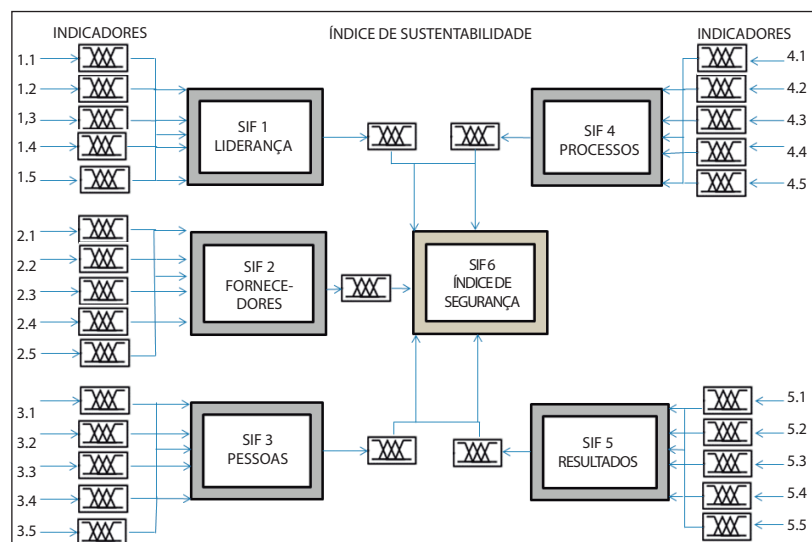 INDICADORES
ÍNDICE DE SUSTENTABILIDADE
INDICADORES
1.1
1.2
1.3
1.4
1.5
SIF 1
LIDERANÇA
SIF 4
PROCESSOS
4.1
4.2
4.3
4.4
4.5
2.1
2.2
2.3
2.4
2.5
SIF 2
FORNECE-
DORES
SIF 6
ÍNDICE DE
SEGURANÇA
3.1
3.2
3.3
3.4
3.5
SIF 3
PESSOAS
SIF 5
RESULTADOS
5.1
5.2
5.3
5.4
5.5